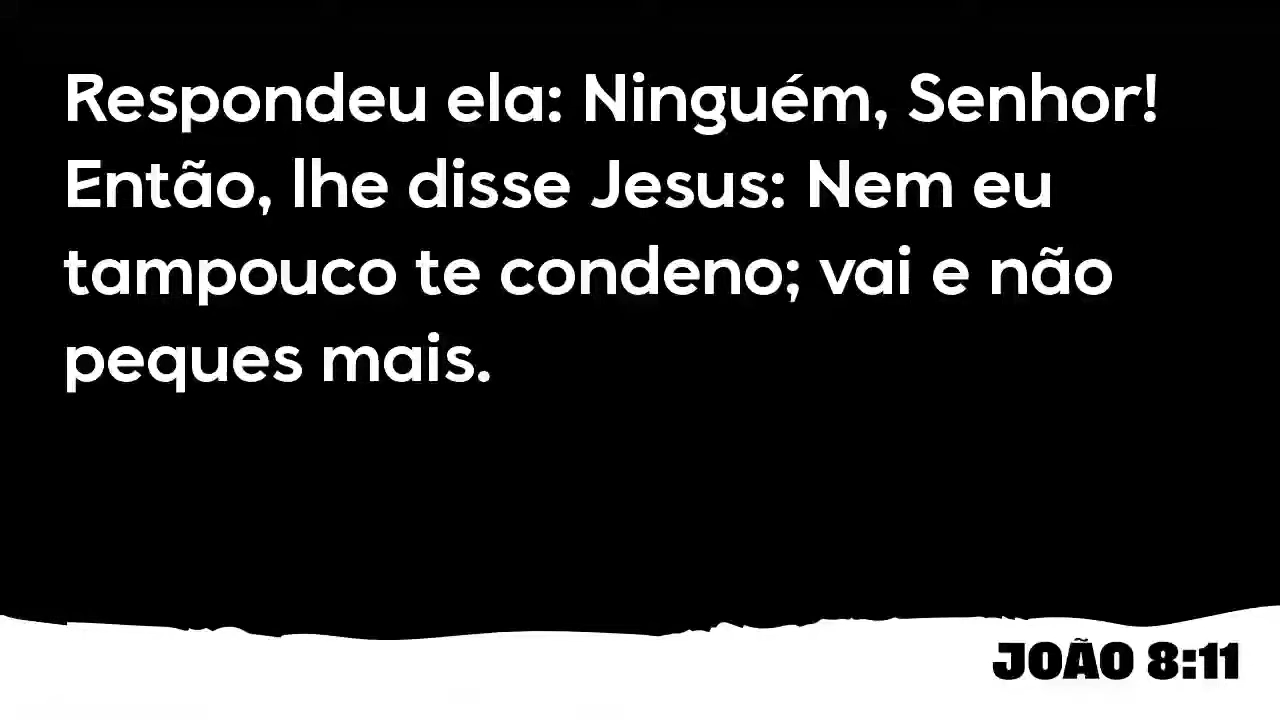 Respondeu ela: Ninguém, Senhor!
Então, lhe disse Jesus: Nem eu
tampouco te condeno; vai e não
peques mais.
JOÃO 8:11